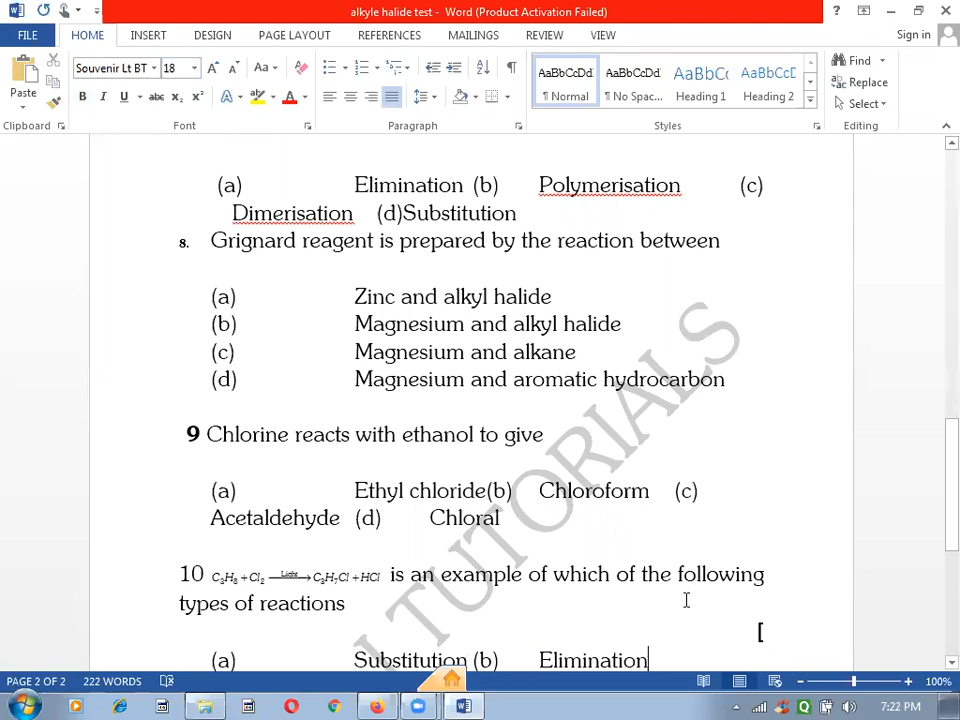 alkyle halide test - Word (Product Activation Failed)
FILE HOME INSERT DESIGN PAGE LAYOUT REFERENCES MAILINGS REVIEW VIEW Sign in
Paste Souvenir Lt BT 18 Aa B I U abc x₂ x² A A AaBbCcDd AaBbCcDd AaBbCc AaBbCcD Find Replace Select
¶ Normal ¶ No Spac... Heading 1 Heading 2
Clipboard Font Paragraph Styles Editing
(a) Elimination (b) Polymerisation (c)
Dimerisation (d)Substitution
8. Grignard reagent is prepared by the reaction between
(a) Zinc and alkyl halide
(b) Magnesium and alkyl halide
(c) Magnesium and alkane
(d) Magnesium and aromatic hydrocarbon
9 Chlorine reacts with ethanol to give
(a) Ethyl chloride(b) Chloroform (c)
Acetaldehyde (d) Chloral
10 C₃H₈ + Cl₂ —Light→ C₃H₇Cl + HCl is an example of which of the following
types of reactions
[
(a) Substitution (b) Elimination
I TUTORIALS
PAGE 2 OF 2 222 WORDS 100%
7:22 PM